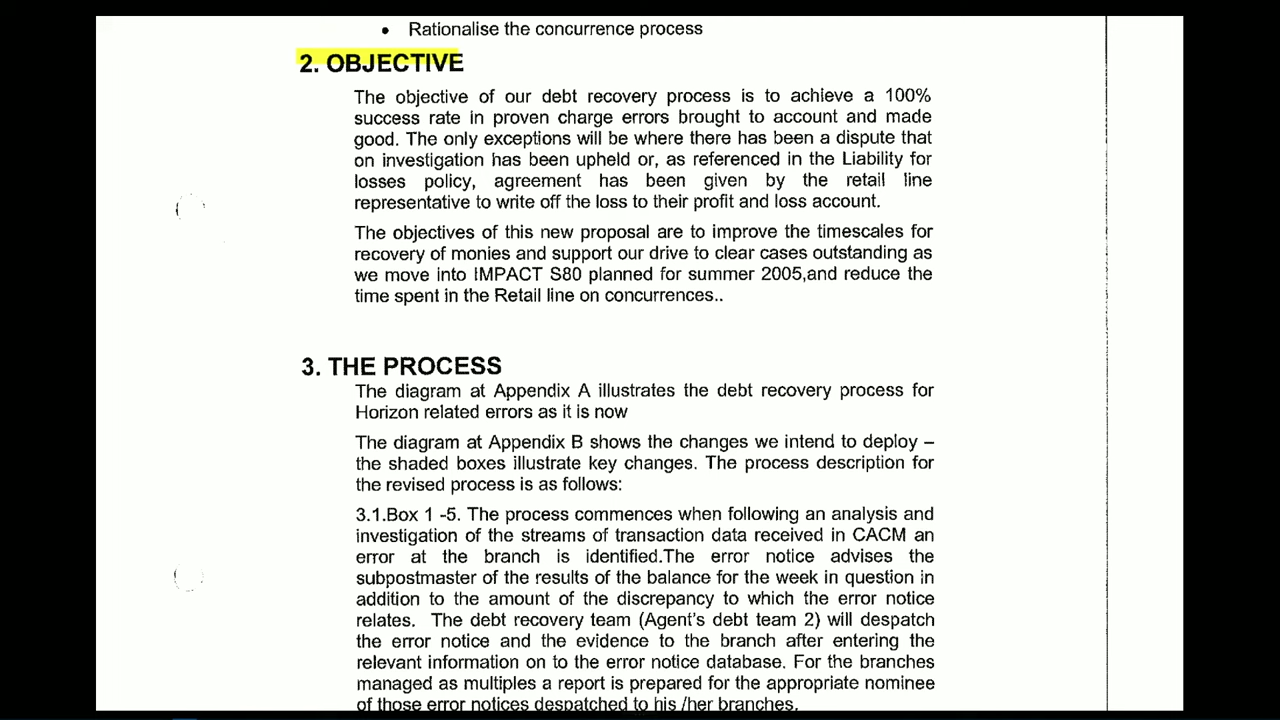 • Rationalise the concurrence process
2. OBJECTIVE
The objective of our debt recovery process is to achieve a 100%
success rate in proven charge errors brought to account and made
good. The only exceptions will be where there has been a dispute that
on investigation has been upheld or, as referenced in the Liability for
losses policy, agreement has been given by the retail line
representative to write off the loss to their profit and loss account.
The objectives of this new proposal are to improve the timescales for
recovery of monies and support our drive to clear cases outstanding as
we move into IMPACT S80 planned for summer 2005,and reduce the
time spent in the Retail line on concurrences..
3. THE PROCESS
The diagram at Appendix A illustrates the debt recovery process for
Horizon related errors as it is now
The diagram at Appendix B shows the changes we intend to deploy –
the shaded boxes illustrate key changes. The process description for
the revised process is as follows:
3.1.Box 1 -5. The process commences when following an analysis and
investigation of the streams of transaction data received in CACM an
error at the branch is identified.The error notice advises the
subpostmaster of the results of the balance for the week in question in
addition to the amount of the discrepancy to which the error notice
relates. The debt recovery team (Agent's debt team 2) will despatch
the error notice and the evidence to the branch after entering the
relevant information on to the error notice database. For the branches
managed as multiples a report is prepared for the appropriate nominee
of those error notices despatched to his /her branches.